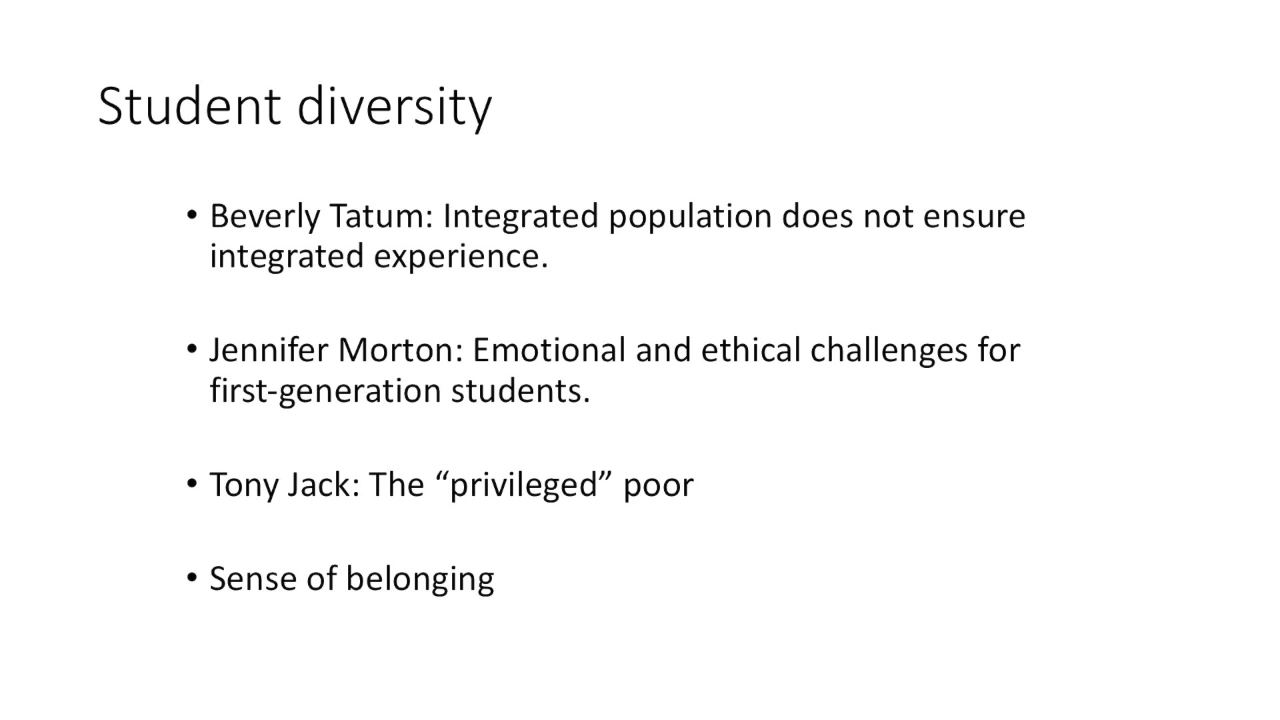 Student diversity
• Beverly Tatum: Integrated population does not ensure
integrated experience.
• Jennifer Morton: Emotional and ethical challenges for
first-generation students.
• Tony Jack: The “privileged” poor
• Sense of belonging